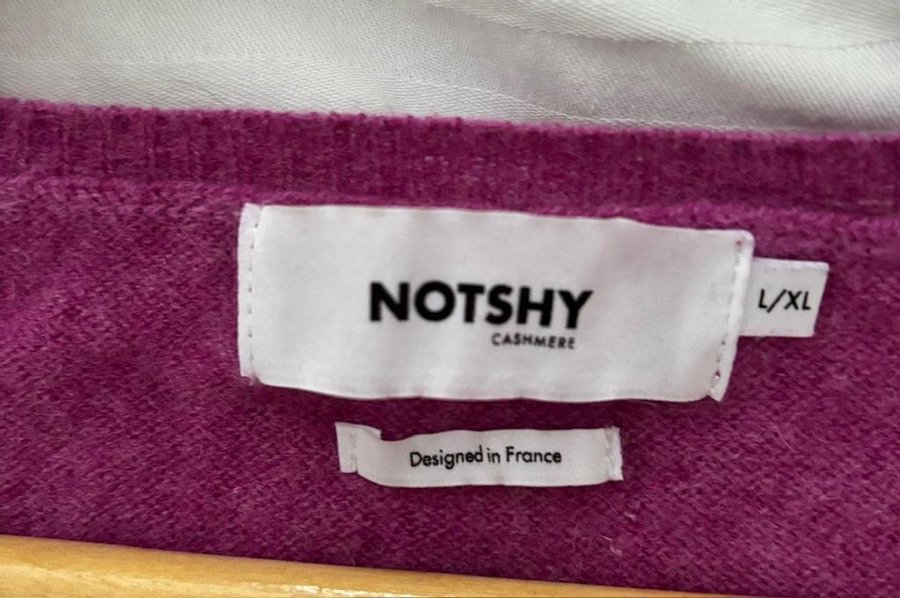 NOTSHY
CASHMERE
L/XL
Designed in France